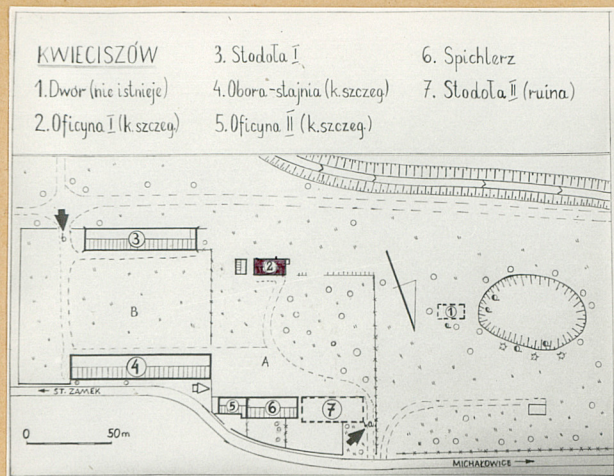 KWIECISZÓW
1. Dwór (nie istnieje)
2. Oficyna I (k. szczeg.)
3. Stodoła I
4. Obora-stajnia (k. szczeg)
5. Oficyna II (k. szczeg.)
6. Spichlerz
7. Stodoła II (ruina)
3
2
1
B
4
A
← ST. ZAMEK
5
6
7
0 50m
MICHAŁOWICE →